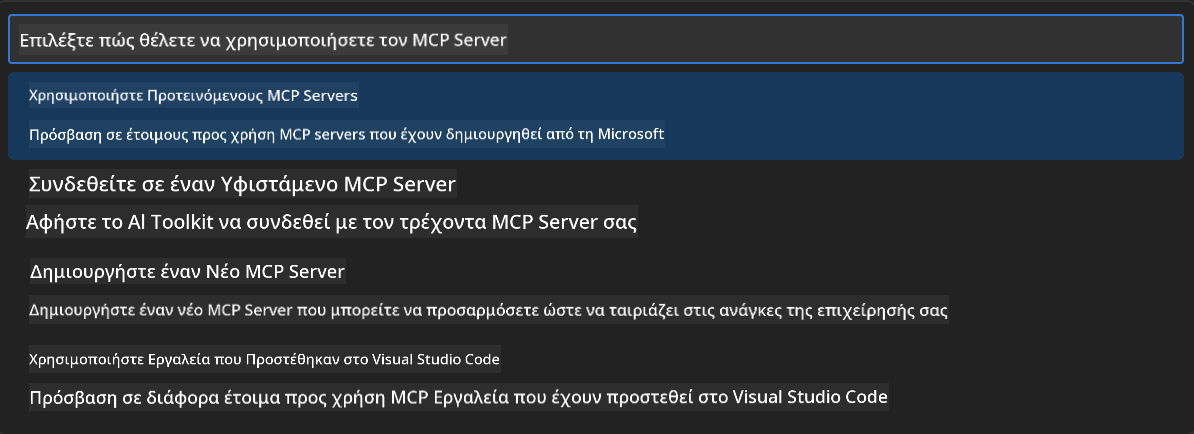 Επιλέξτε πώς θέλετε να χρησιμοποιήσετε τον MCP Server
Χρησιμοποιήστε Προτεινόμενους MCP Servers
Πρόσβαση σε έτοιμους προς χρήση MCP servers που έχουν δημιουργηθεί από τη Microsoft
Συνδεθείτε σε έναν Υφιστάμενο MCP Server
Αφήστε το AI Toolkit να συνδεθεί με τον τρέχοντα MCP Server σας
Δημιουργήστε έναν Νέο MCP Server
Δημιουργήστε έναν νέο MCP Server που μπορείτε να προσαρμόσετε ώστε να ταιριάζει στις ανάγκες της επιχείρησής σας
Χρησιμοποιήστε Εργαλεία που Προστέθηκαν στο Visual Studio Code
Πρόσβαση σε διάφορα έτοιμα προς χρήση MCP Εργαλεία που έχουν προστεθεί στο Visual Studio Code